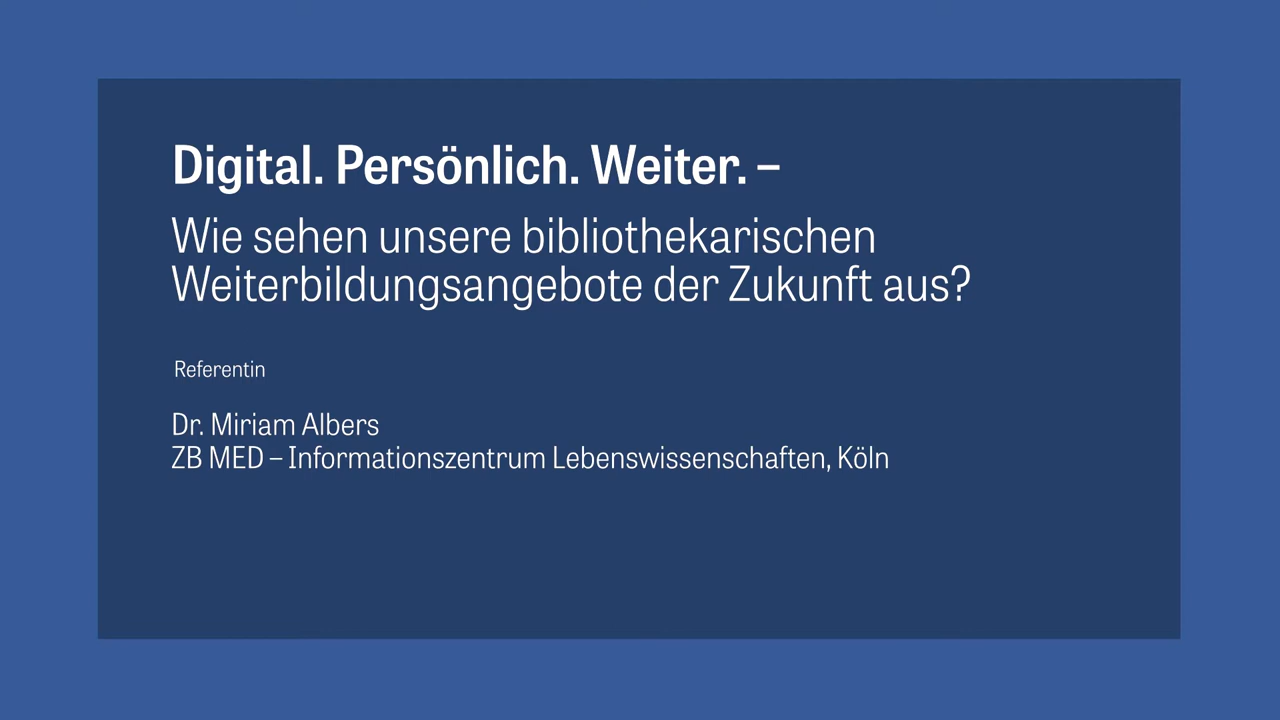 Digital. Persönlich. Weiter. –
Wie sehen unsere bibliothekarischen
Weiterbildungsangebote der Zukunft aus?
Referentin
Dr. Miriam Albers
ZB MED – Informationszentrum Lebenswissenschaften, Köln